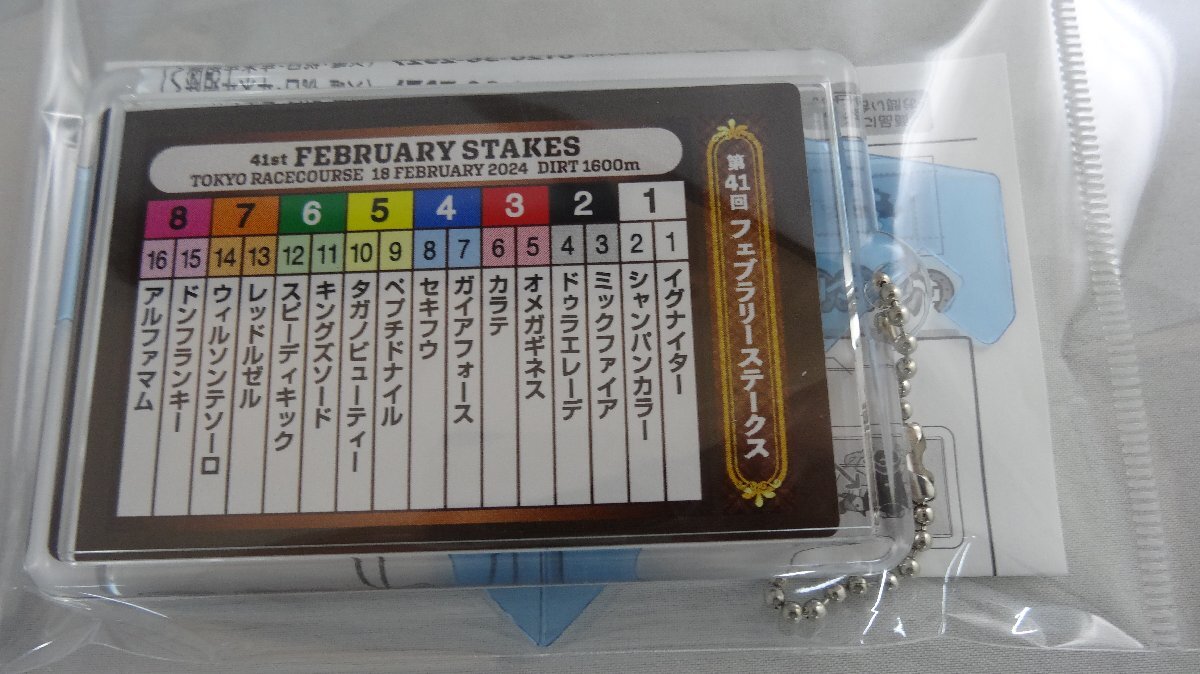 41st FEBRUARY STAKES
TOKYO RACECOURSE 18 FEBRUARY 2024 DIRT 1600m
第41回 フェブラリーステークス
8 7 6 5 4 3 2 1
16 15 14 13 12 11 10 9 8 7 6 5 4 3 2 1
イグナイター
シャンパンカラー
ミックファイア
ドゥラエレーデ
オメガギネス
カラテ
ガイアフォース
セキフウ
ペプチドナイル
タガノビューティー
キングズソード
スピーディキック
レッドルゼル
ウィルソンテソーロ
ドンフランキー
アルファマム